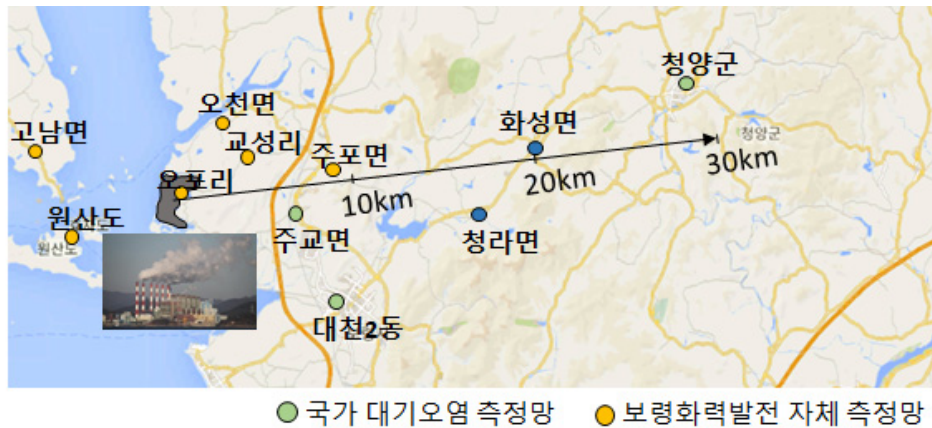 청양군
오천면
화성면
고남면
교성리
주포면
청양군
30km
오포리
20km
10km
원산도
원산도
주교면
청라면
대천2동
국가 대기오염 측정망
보령화력발전 자체 측정망